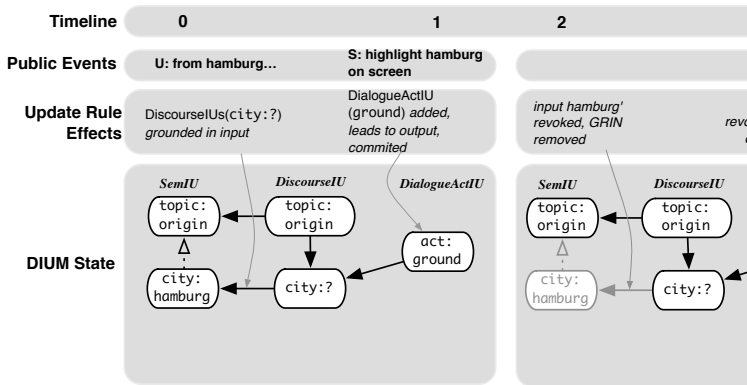 Timeline 0 1 2
Public Events U: from hamburg… S: highlight hamburg
on screen
Update Rule
Effects
DiscourseIUs(city:?)
grounded in input
DialogueActIU
(ground) added,
leads to output,
commited
input hamburg'
revoked, GRIN
removed
revo
DIUM State
SemIU DiscourseIU DialogueActIU
topic:
origin
topic:
origin
act:
ground
city:
hamburg
city:?
SemIU DiscourseIU
topic:
origin
topic:
origin
city:
hamburg
city:?